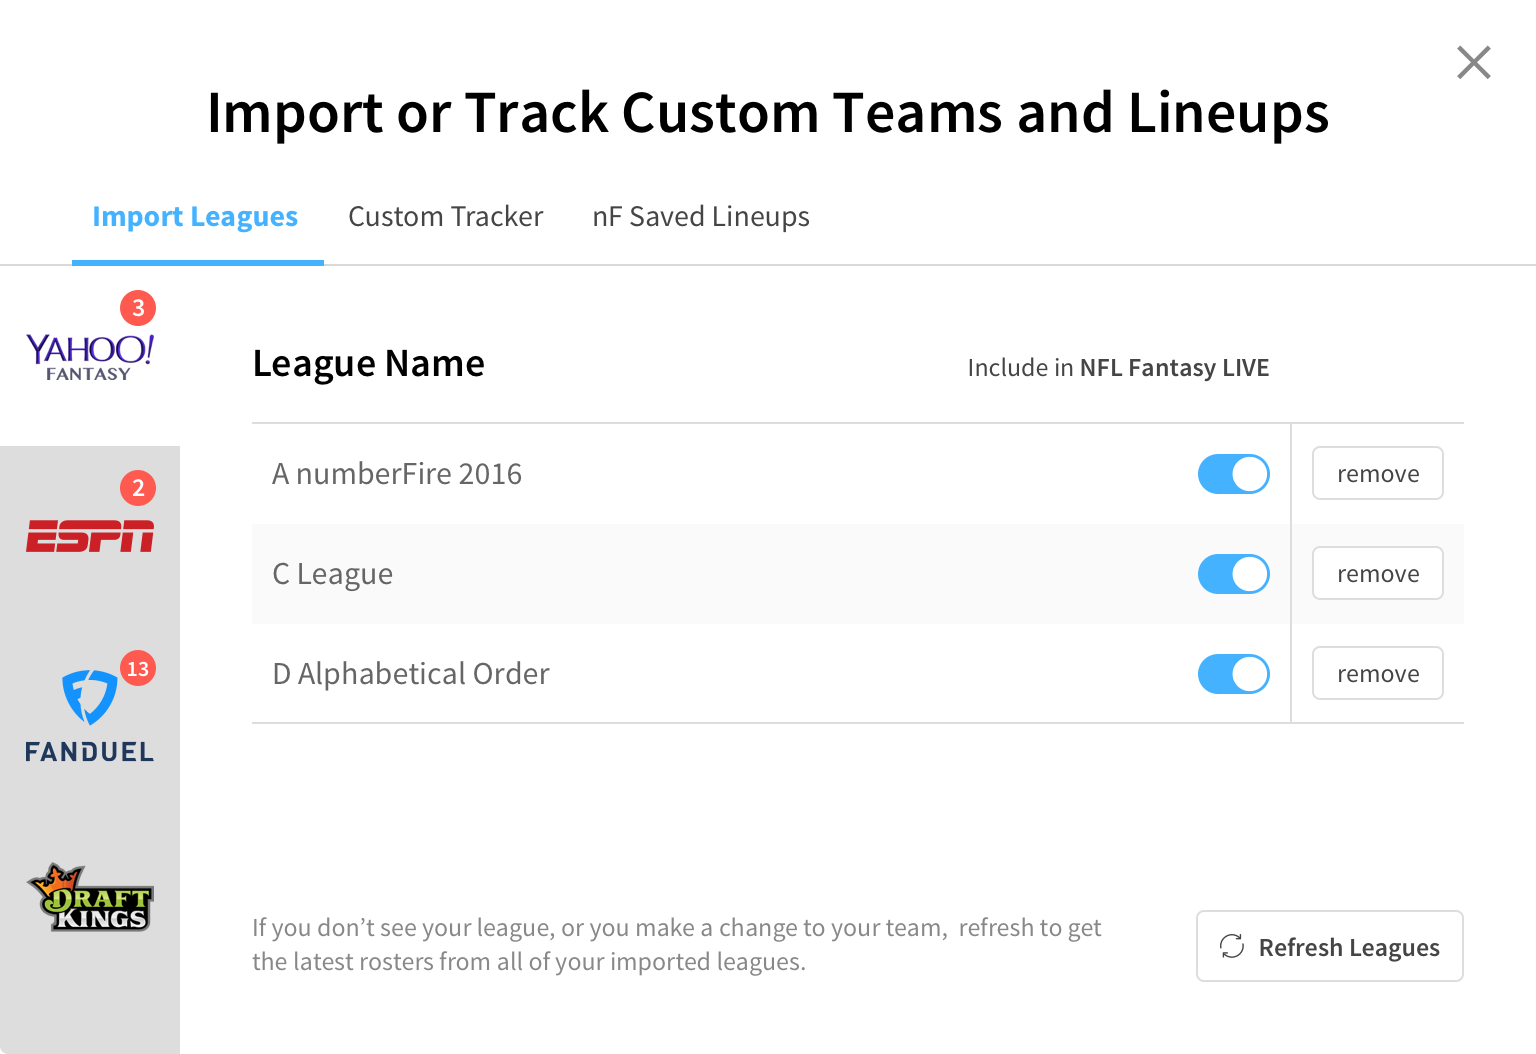 Import or Track Custom Teams and Lineups
Import Leagues Custom Tracker nF Saved Lineups
3
YAHOO!
FANTASY
2
ESPN
13
FANDUEL
DRAFT
KINGS
League Name Include in NFL Fantasy LIVE
A numberFire 2016 remove
C League remove
D Alphabetical Order remove
If you don’t see your league, or you make a change to your team,  refresh to get
the latest rosters from all of your imported leagues.
Refresh Leagues